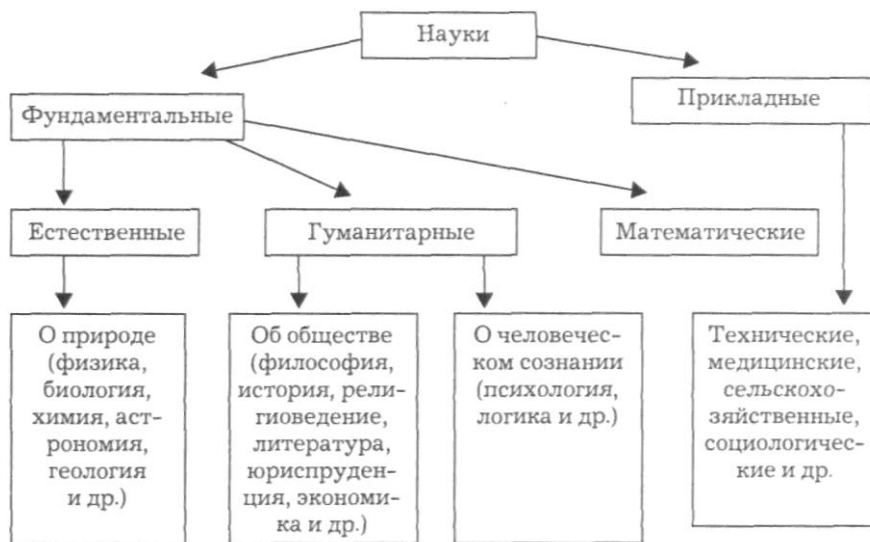 Науки
Фундаментальные
Прикладные
Естественные
Гуманитарные
Математические
О природе
(физика,
биология,
химия, аст-
рономия,
геология
и др.)
Об обществе
(философия,
история, рели-
гиоведение,
литература,
юриспруден-
ция, экономи-
ка и др.)
О человечес-
ком сознании
(психология,
логика и др.)
Технические,
медицинские,
сельскохо-
зяйственные,
социологичес-
кие и др.